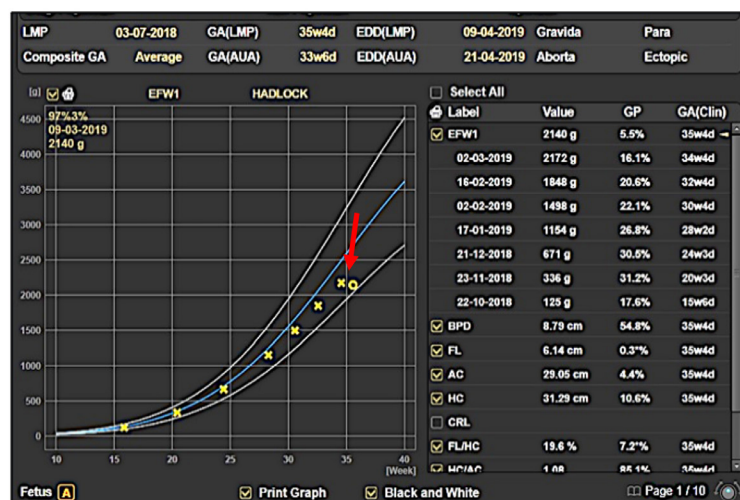 LMP 03-07-2018 GA(LMP) 35w4d EDD(LMP) 09-04-2019 Gravida Para
Composite GA Average GA(AUA) 33w6d EDD(AUA) 21-04-2019 Aborta Ectopic
[g] EFW1 HADLOCK
97%3%
09-03-2019
2140 g
4500
4000
3500
3000
2500
2000
1500
1000
500
0
10 15 20 25 30 35 40
[Week]
Select All
Label Value GP GA(Clin)
EFW1 2140 g 5.5% 35w4d
02-03-2019 2172 g 16.1% 34w4d
16-02-2019 1848 g 20.6% 32w4d
02-02-2019 1498 g 22.1% 30w4d
17-01-2019 1154 g 26.8% 28w2d
21-12-2018 671 g 30.5% 24w3d
23-11-2018 336 g 31.2% 20w3d
22-10-2018 125 g 17.6% 15w6d
BPD 8.79 cm 54.8% 35w4d
FL 6.14 cm 0.3*% 35w4d
AC 29.05 cm 4.4% 35w4d
HC 31.29 cm 10.6% 35w4d
CRL
FL/HC 19.6 % 7.2*% 35w4d
HC/AC 1.08 85.1% 35w4d
Fetus A Print Graph Black and White Page 1 / 10